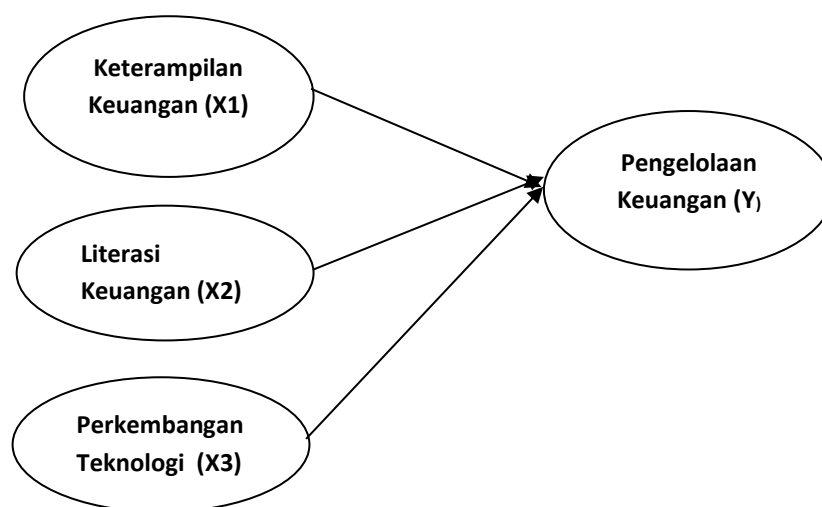 Keterampilan
Keuangan (X1)
Pengelolaan
Keuangan (Y)
Literasi
Keuangan (X2)
Perkembangan
Teknologi (X3)